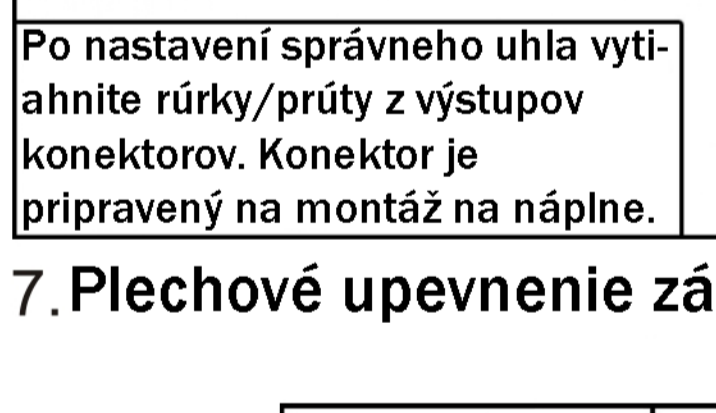 Po nastavení správneho uhla vyti-
ahnite rúrky/prúty z výstupov
konektorov. Konektor je
pripravený na montáž na náplne.
7. Plechové upevnenie zá